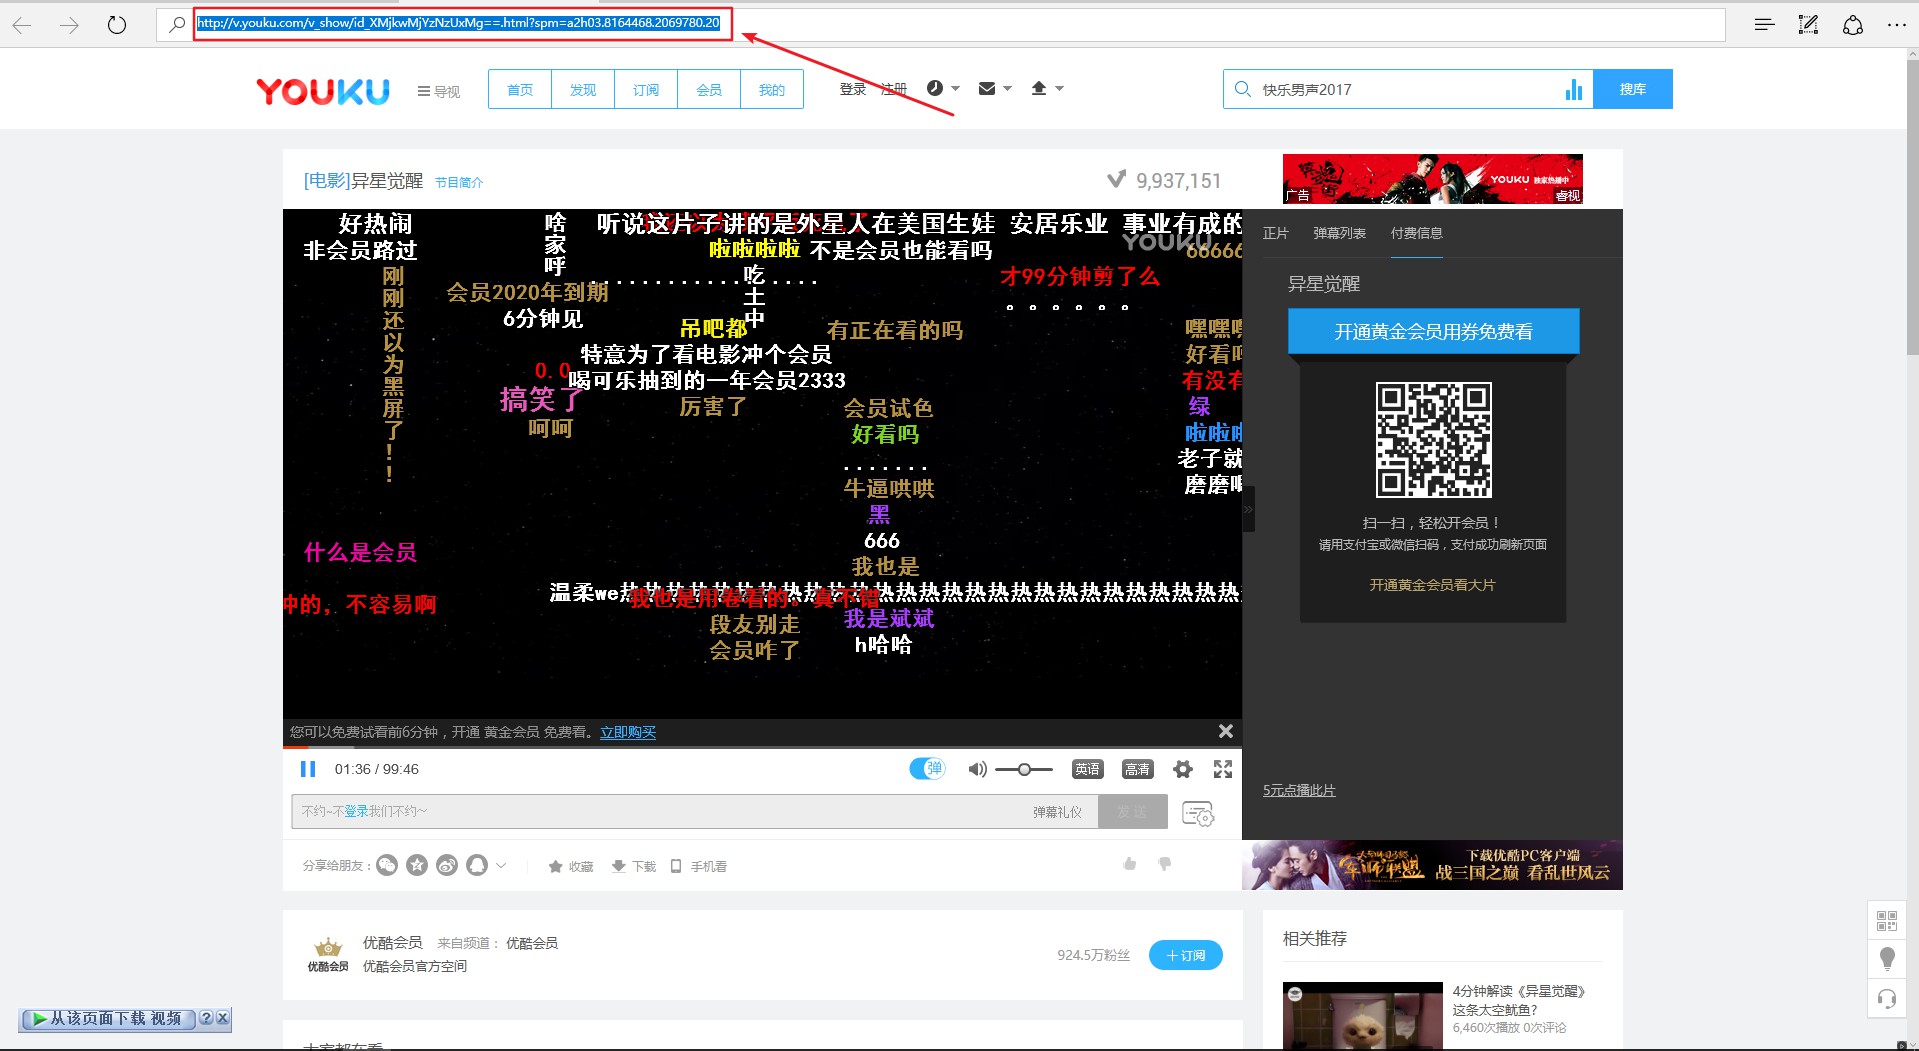 http://v.youku.com/v_show/id_XMjkwMjYzNzUxMg==.html?spm=a2h03.8164468.2069780.20
YOUKU
导视
首页
发现
订阅
会员
我的
登录
注册
快乐男声2017
搜库
[电影]异星觉醒 节目简介
9,937,151
广告
YOUKU 独家热播中
睿视
好热闹
啥家呼
听说这片子讲的是外星人在美国生娃 安居乐业 事业有成的
YOUKU
非会员路过
啦啦啦啦
不是会员也能看吗
66666
刚刚还以为黑屏了!!
会员2020年到期
............
吃土中
才99分钟剪了么
6分钟见
。。。。。。
吊吧都
有正在看的吗
嘿嘿嘿
特意为了看电影冲个会员
好看吗
0.0
喝可乐抽到的一年会员2333
有没有
搞笑了
厉害了
会员试色
绿
呵呵
好看吗
啦啦啦
.......
老子就
牛逼哄哄
磨磨唧
黑
666
什么是会员
我也是
温柔we热热热热热热热热热热热热热热热热热热热热热热热热热热热
我也是用卷看的。真不错
冲的，不容易啊
我是斌斌
段友别走
h哈哈
会员咋了
正片
弹幕列表
付费信息
异星觉醒
开通黄金会员用券免费看
扫一扫，轻松开会员！
请用支付宝或微信扫码，支付成功刷新页面
开通黄金会员看大片
5元点播此片
您可以免费试看前6分钟，开通 黄金会员 免费看。立即购买
01:36 / 99:46
弹
英语
高清
不约~不登录我们不约~
弹幕礼仪
发送
分享给朋友：
收藏
下载
手机看
军师联盟
下载优酷PC客户端
战三国之巅 看乱世风云
优酷会员
优酷会员 来自频道： 优酷会员
优酷会员官方空间
924.5万粉丝
+订阅
相关推荐
4分钟解读《异星觉醒》
这条太空鱿鱼?
6,460次播放 0次评论
从该页面下载 视频
大家都在看